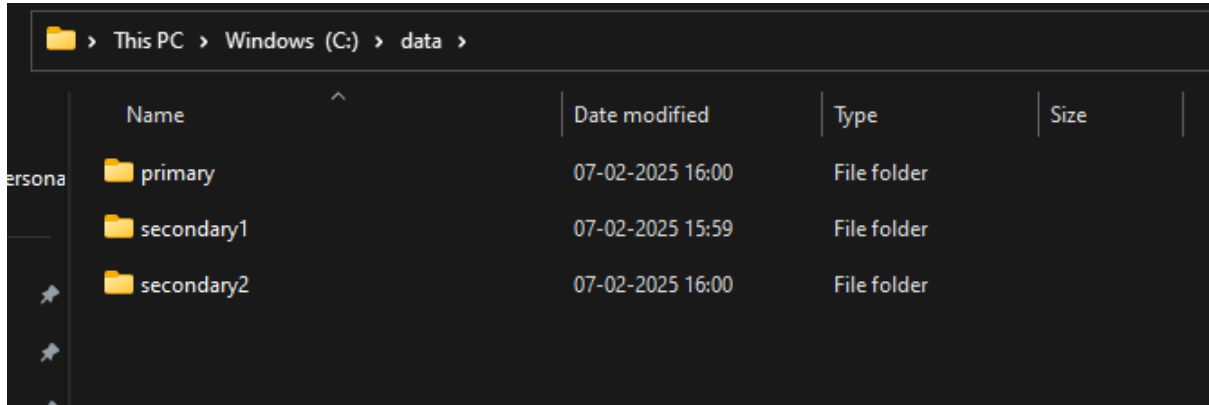 This PC > Windows (C:) > data >
Name Date modified Type Size
primary 07-02-2025 16:00 File folder
secondary1 07-02-2025 15:59 File folder
secondary2 07-02-2025 16:00 File folder
ersona